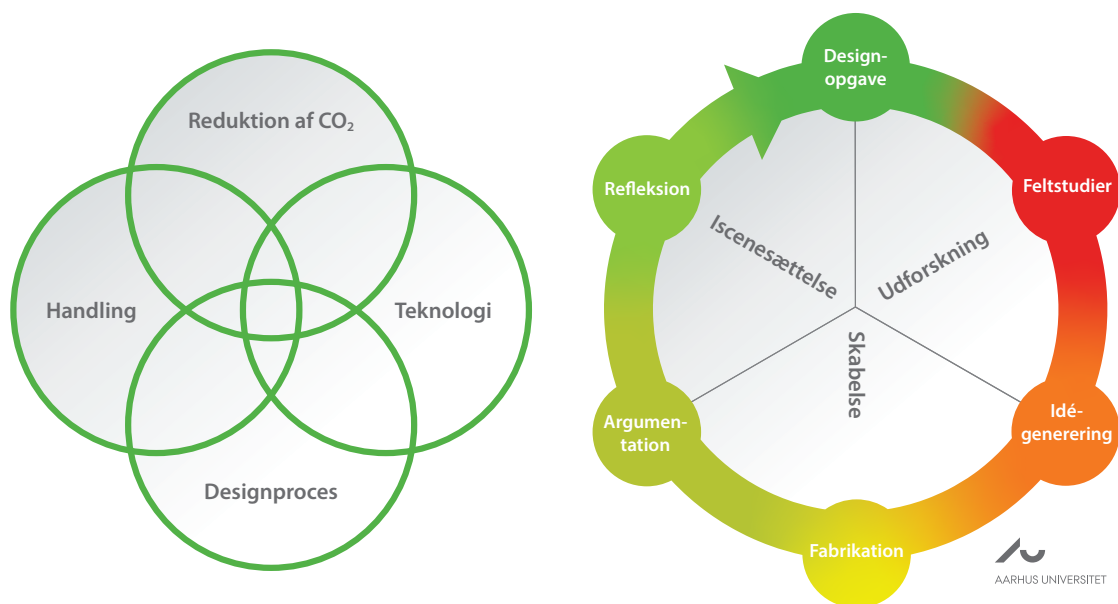 Reduktion af CO₂
Handling
Teknologi
Designproces
Design-
opgave
Feltstudier
Idé-
generering
Fabrikation
Argumen-
tation
Refleksion
Iscenesættelse
Udforskning
Skabelse
AARHUS UNIVERSITET